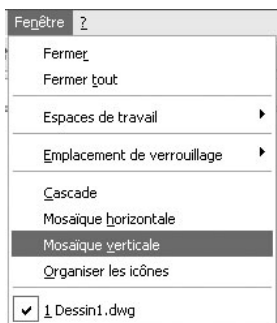 Fenêtre ?
Fermer
Fermer tout
Espaces de travail
Emplacement de verrouillage
Cascade
Mosaïque horizontale
Mosaïque verticale
Organiser les icônes
1 Dessin1.dwg